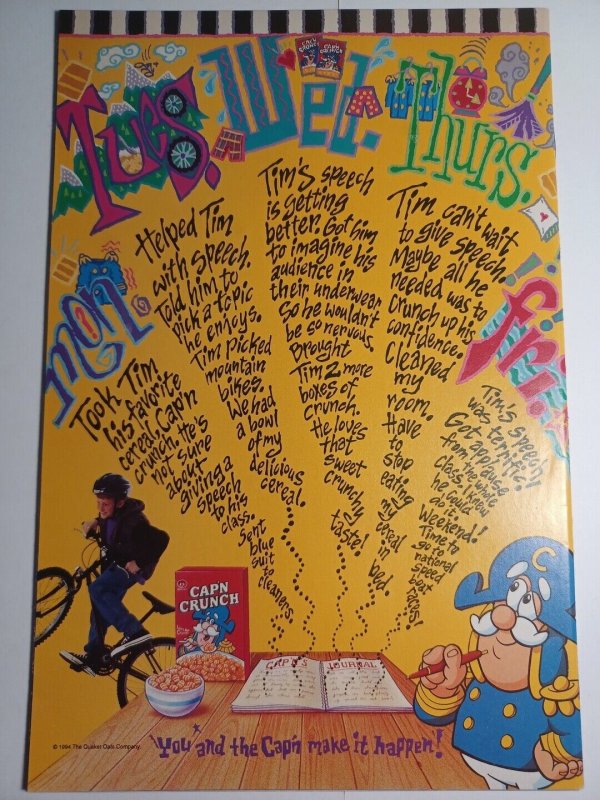 Mon.
Took Tim
his favorite
cereal, Cap'n
Crunch. He's
not sure
about
giving a
speech
to his
class.
Sent
blue
suit
to
cleaners.
Tues.
Helped Tim
with speech.
Told him to
pick a topic
he enjoys.
Tim picked
mountain
bikes.
We had
a bowl
of my
delicious
cereal.
Wed.
Tim's speech
is getting
better. Got him
to imagine his
audience in
their underwear
so he wouldn't
be so nervous.
Brought
Tim 2 more
boxes of
Crunch.
He loves
that
sweet
crunchy
taste!
Thurs.
Tim can't wait
to give speech.
Maybe all he
needed was to
Crunch up his
confidence.
Cleaned
my
room.
Have
to
stop
eating
my
cereal
in
bed.
Fri.
Tim's speech
was terrific!
Got applause
from the whole
class. I knew
he could
do it.
Weekend!
Time to
go to
national
speed
boat
races!
CAP'N
CRUNCH
CAP'N'S JOURNAL
C
© 1994 The Quaker Oats Company
You and the Cap'n make it happen!